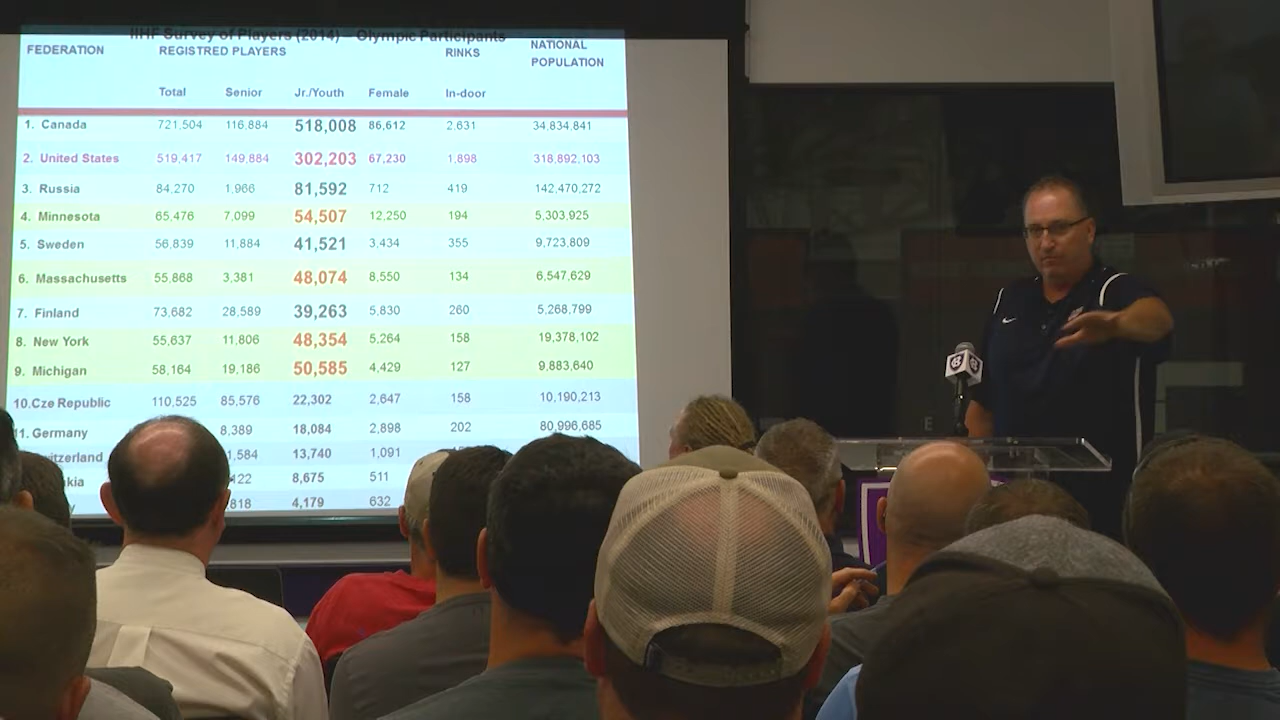 IIHF Survey of Players (2014) – Olympic Participants
FEDERATION REGISTRED PLAYERS RINKS NATIONAL POPULATION
Total Senior Jr./Youth Female In-door
1. Canada 721,504 116,884 518,008 86,612 2.631 34,834,841
2. United States 519,417 149,884 302,203 67,230 1,898 318,892,103
3. Russia 84,270 1,966 81,592 712 419 142,470,272
4. Minnesota 65,476 7,099 54,507 12,250 194 5,303,925
5. Sweden 56,839 11,884 41,521 3,434 355 9,723,809
6. Massachusetts 55,868 3,381 48,074 8,550 134 6,547,629
7. Finland 73,682 28,589 39,263 5,830 260 5,268,799
8. New York 55,637 11,806 48,354 5,264 158 19,378,102
9. Michigan 58,164 19,186 50,585 4,429 127 9,883,640
10.Cze Republic 110,525 85,576 22,302 2,647 158 10,190,213
11. Germany 8,389 18,084 2,898 202 80,996,685
witzerland 1,584 13,740 1,091
kia 422 8,675 511
818 4,179 632